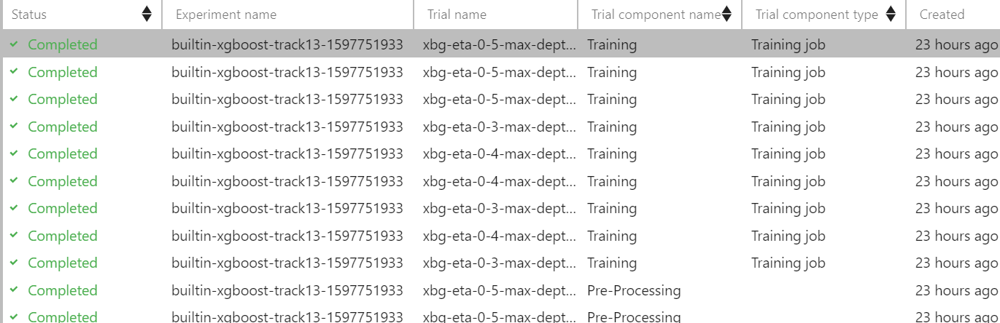 Status Experiment name Trial name Trial component name Trial component type Created
Completed builtin-xgboost-track13-1597751933 xbg-eta-0-5-max-dept... Training Training job 23 hours ago
Completed builtin-xgboost-track13-1597751933 xbg-eta-0-5-max-dept... Training Training job 23 hours ago
Completed builtin-xgboost-track13-1597751933 xbg-eta-0-5-max-dept... Training Training job 23 hours ago
Completed builtin-xgboost-track13-1597751933 xbg-eta-0-3-max-dept... Training Training job 23 hours ago
Completed builtin-xgboost-track13-1597751933 xbg-eta-0-4-max-dept... Training Training job 23 hours ago
Completed builtin-xgboost-track13-1597751933 xbg-eta-0-4-max-dept... Training Training job 23 hours ago
Completed builtin-xgboost-track13-1597751933 xbg-eta-0-3-max-dept... Training Training job 23 hours ago
Completed builtin-xgboost-track13-1597751933 xbg-eta-0-4-max-dept... Training Training job 23 hours ago
Completed builtin-xgboost-track13-1597751933 xbg-eta-0-3-max-dept... Training Training job 23 hours ago
Completed builtin-xgboost-track13-1597751933 xbg-eta-0-5-max-dept... Pre-Processing 23 hours ago
Completed builtin-xgboost-track13-1597751933 xbg-eta-0-5-max-dept... Pre-Processing 23 hours ago